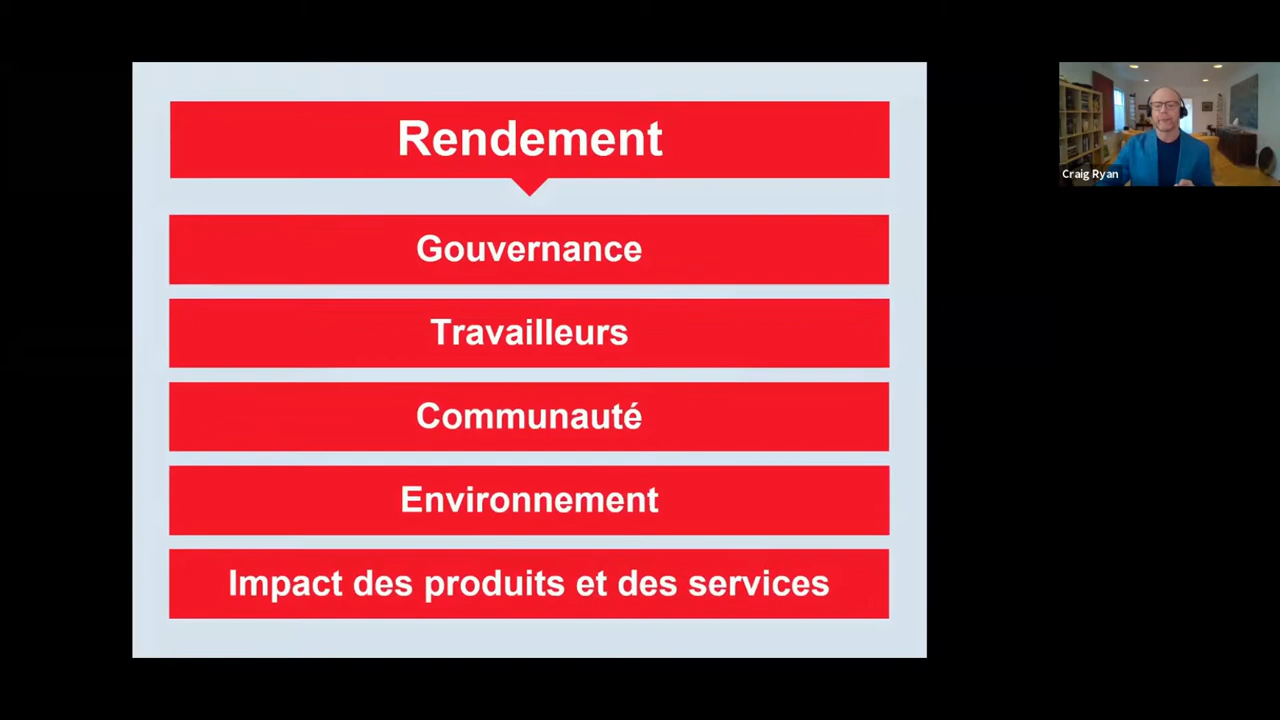 Rendement
Gouvernance
Travailleurs
Communauté
Environnement
Impact des produits et des services
Craig Ryan